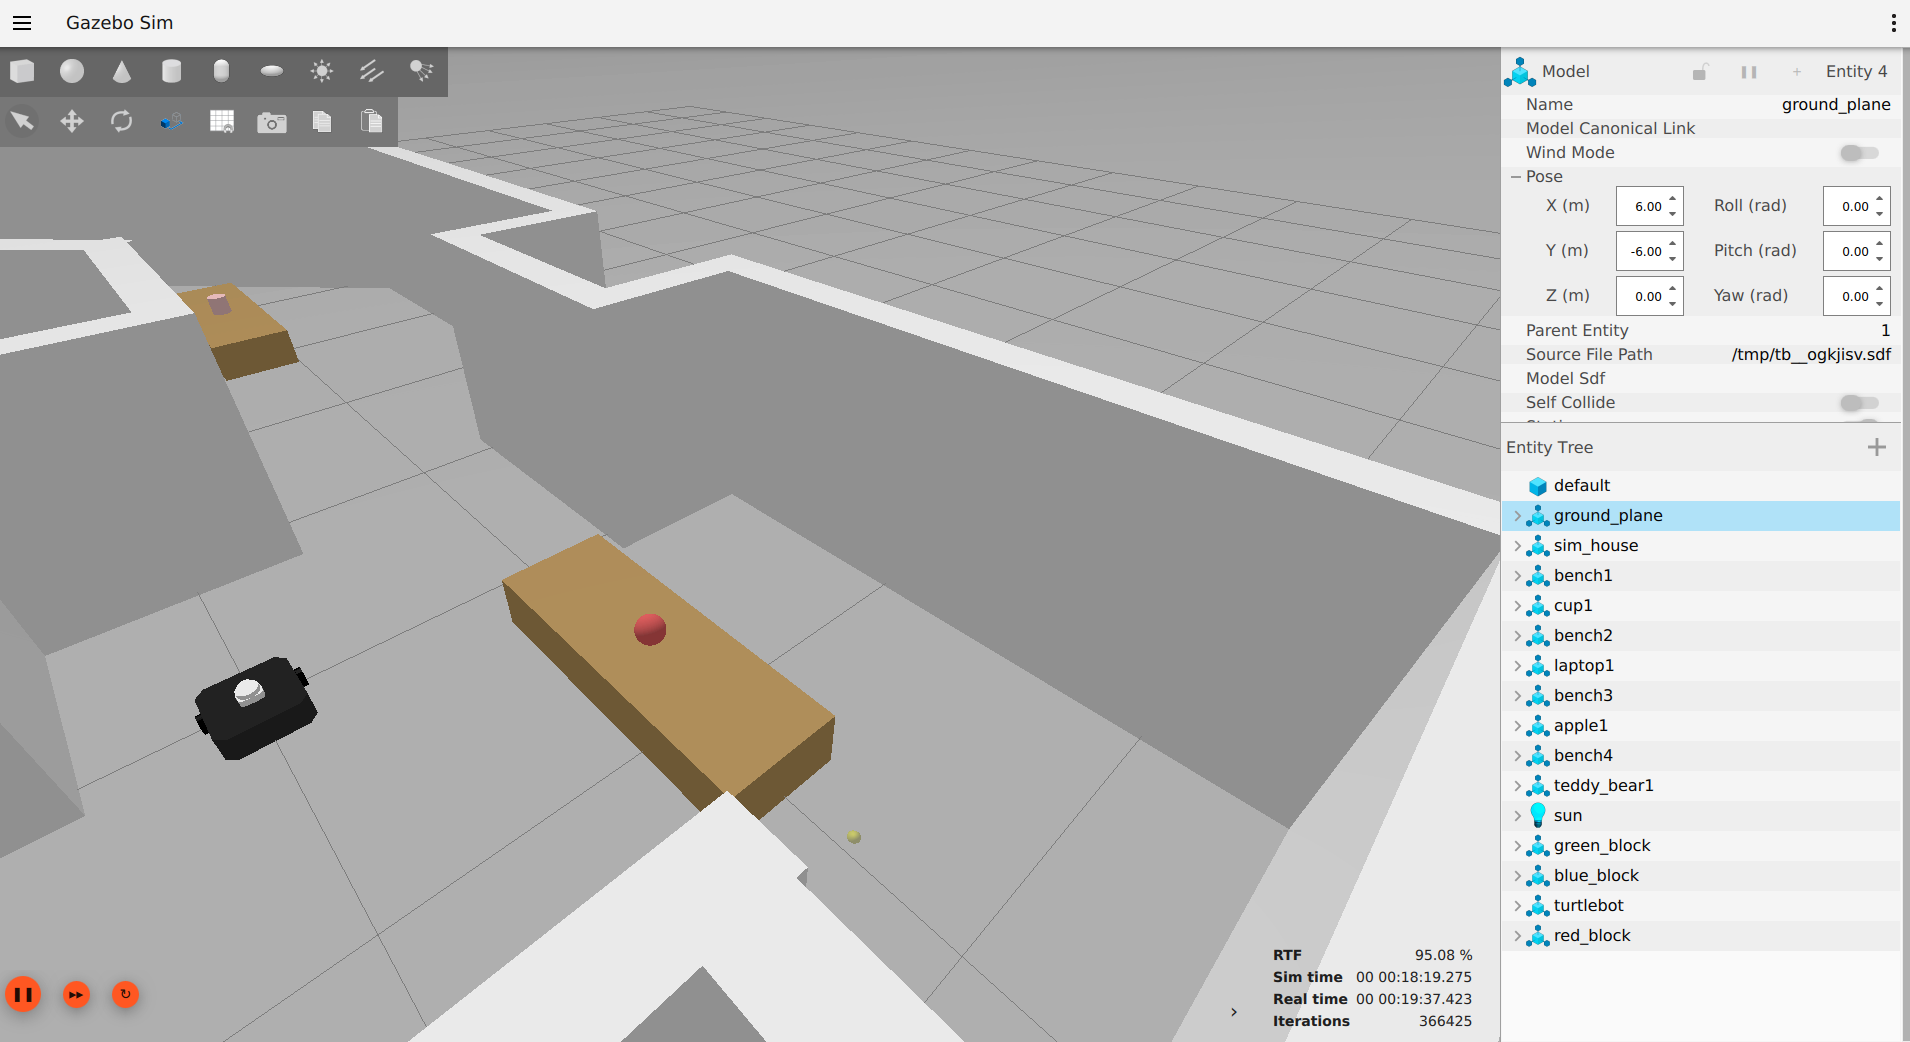 Gazebo Sim
Model
Entity 4
Name ground_plane
Model Canonical Link
Wind Mode
Pose
X (m) 6.00 Roll (rad) 0.00
Y (m) -6.00 Pitch (rad) 0.00
Z (m) 0.00 Yaw (rad) 0.00
Parent Entity 1
Source File Path /tmp/tb__ogkjisv.sdf
Model Sdf
Self Collide
Entity Tree
default
ground_plane
sim_house
bench1
cup1
bench2
laptop1
bench3
apple1
bench4
teddy_bear1
sun
green_block
blue_block
turtlebot
red_block
RTF 95.08 %
Sim time 00 00:18:19.275
Real time 00 00:19:37.423
Iterations 366425